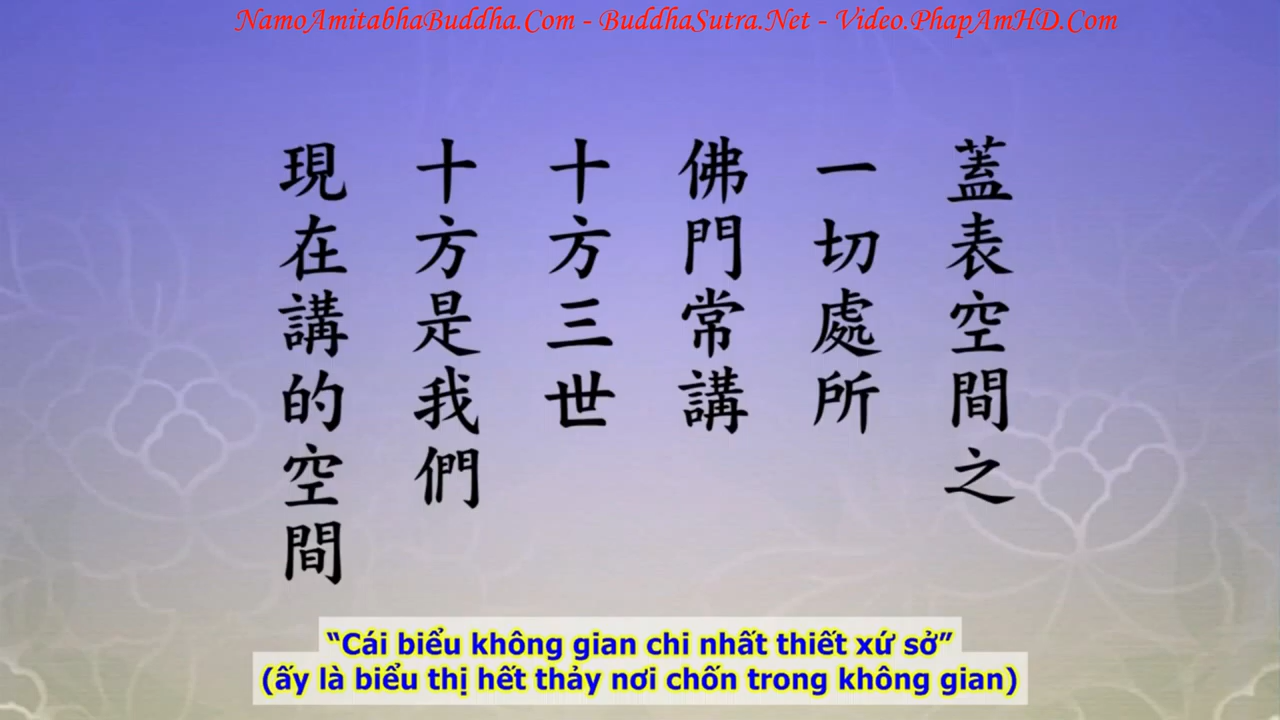 NamoAmitabhaBuddha.Com - BuddhaSutra.Net - Video.PhapAmHD.Com
蓋表空間之
一切處所
佛門常講
十方三世
十方是我們
現在講的空間
“Cái biểu không gian chi nhất thiết xứ sở”
(ấy là biểu thị hết thảy nơi chốn trong không gian)